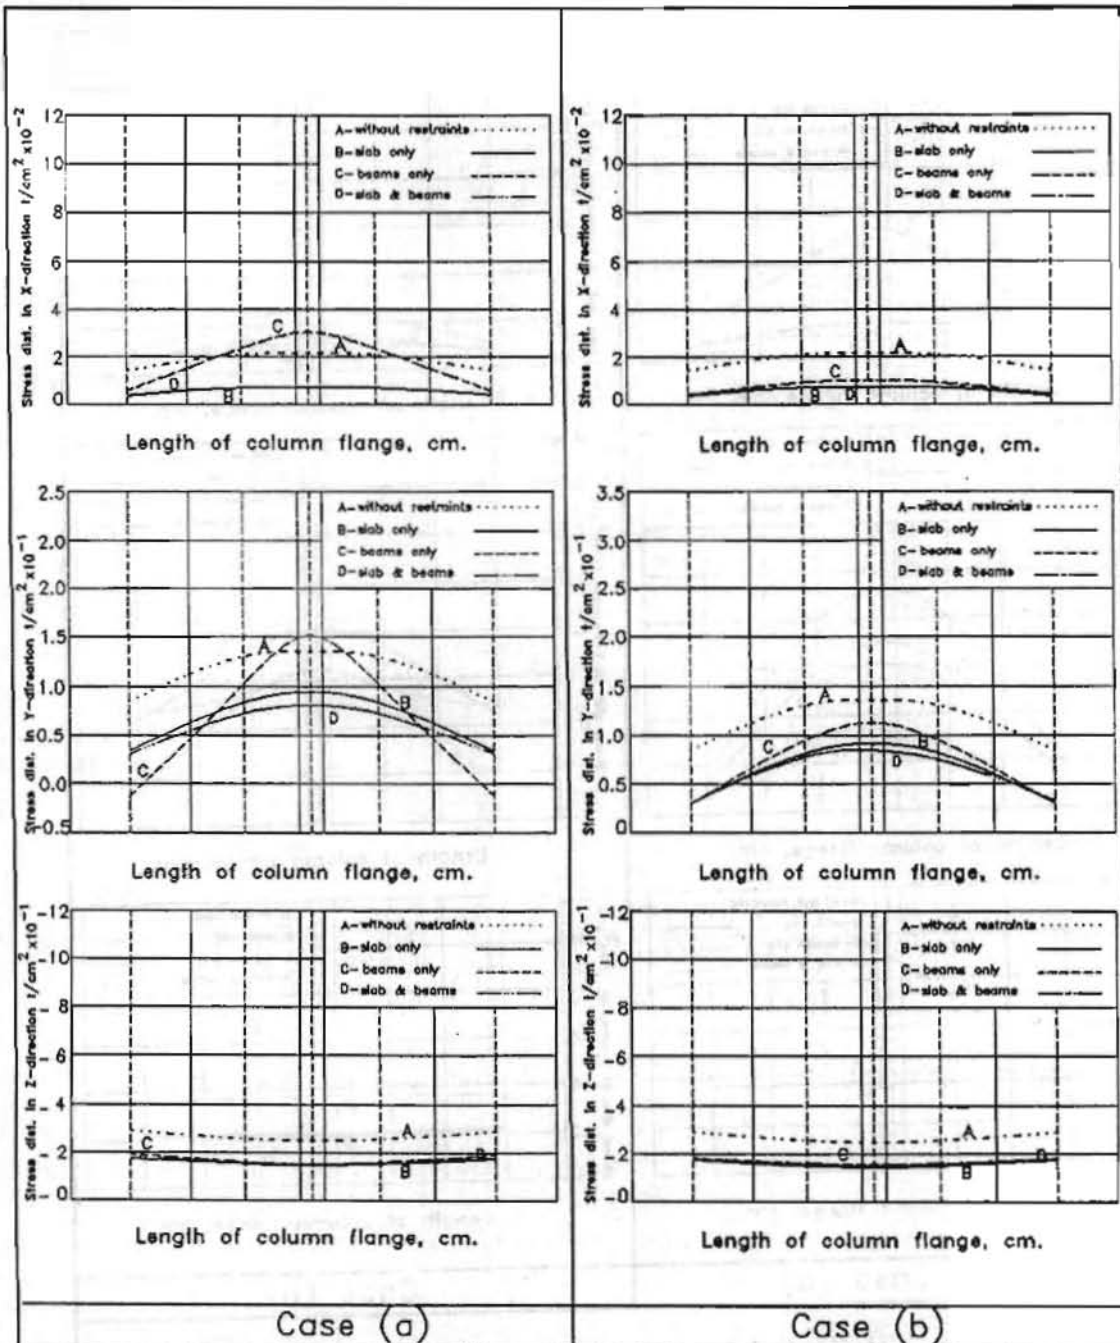 Stress dist. in X-direction t/cm² x10⁻²
12
10
8
6
4
2
0
A-without restraints
B-slab only
C-beams only
D-slab & beams
C
A
D
B
Length of column flange, cm.
Stress dist. in X-direction t/cm² x10⁻²
12
10
8
6
4
2
0
A-without restraints
B-slab only
C-beams only
D-slab & beams
A
C
B
D
Length of column flange, cm.
Stress dist. in Y-direction t/cm² x10⁻¹
2.5
2.0
1.5
1.0
0.5
0.0
-0.5
A-without restraints
B-slab only
C-beams only
D-slab & beams
A
B
D
C
Length of column flange, cm.
Stress dist. in Y-direction t/cm² x10⁻¹
3.5
3.0
2.5
2.0
1.5
1.0
0.5
0
A-without restraints
B-slab only
C-beams only
D-slab & beams
A
C
B
D
Length of column flange, cm.
Stress dist. in Z-direction t/cm² x10⁻¹
-12
-10
-8
-6
-4
-2
-0
A-without restraints
B-slab only
C-beams only
D-slab & beams
A
C
D
B
Length of column flange, cm.
Stress dist. in Z-direction t/cm² x10⁻¹
-12
-10
-8
-6
-4
-2
-0
A-without restraints
B-slab only
C-beams only
D-slab & beams
A
C
D
B
Length of column flange, cm.
Case (a)
Case (b)